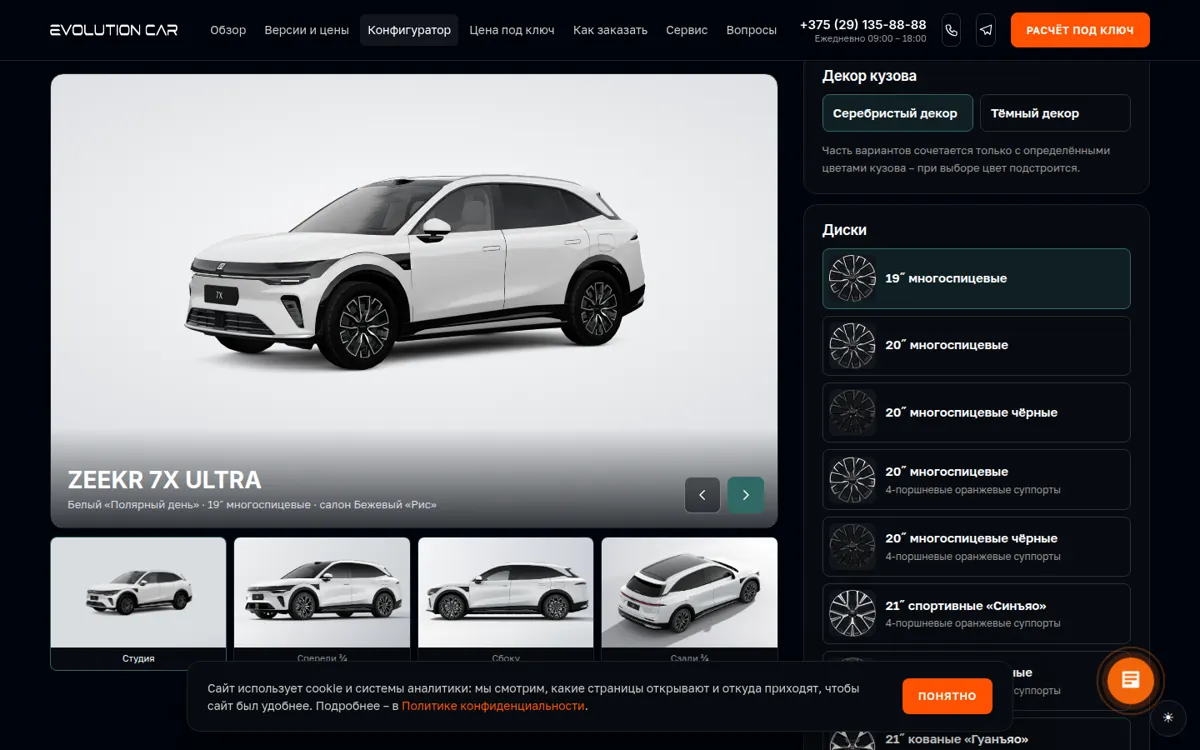 EVOLUTION CAR
Обзор
Версии и цены
Конфигуратор
Цена под ключ
Как заказать
Сервис
Вопросы
+375 (29) 135-88-88
Ежедневно 09:00 – 18:00
РАСЧЁТ ПОД КЛЮЧ
7X
ZEEKR 7X ULTRA
Белый «Полярный день» · 19˝ многоспицевые · салон Бежевый «Рис»
Студия
Спереди ¾
Сбоку
Сзади ¾
Декор кузова
Серебристый декор
Тёмный декор
Часть вариантов сочетается только с определёнными
цветами кузова – при выборе цвет подстроится.
Диски
19˝ многоспицевые
20˝ многоспицевые
20˝ многоспицевые чёрные
20˝ многоспицевые
4-поршневые оранжевые суппорты
20˝ многоспицевые чёрные
4-поршневые оранжевые суппорты
21˝ спортивные «Синъяо»
4-поршневые оранжевые суппорты
суппорты
21˝ кованые «Гуанъяо»
Сайт использует cookie и системы аналитики: мы смотрим, какие страницы открывают и откуда приходят, чтобы
сайт был удобнее. Подробнее – в Политике конфиденциальности.
ПОНЯТНО